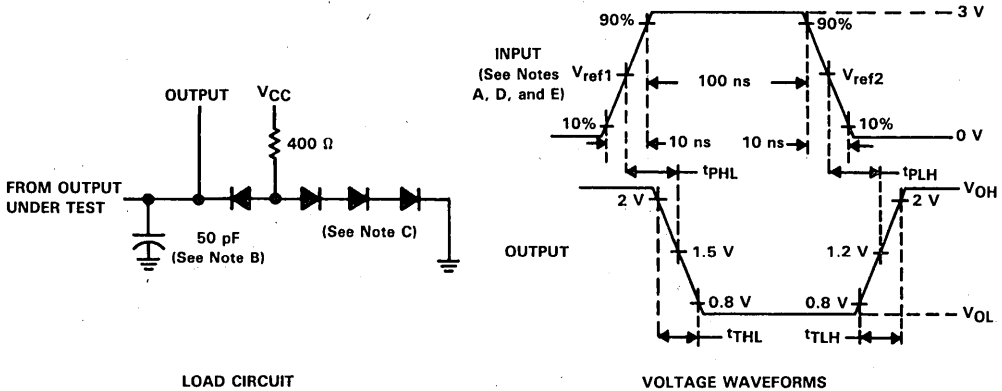 OUTPUT
VCC
400 Ω
FROM OUTPUT
UNDER TEST
50 pF
(See Note B)
(See Note C)
LOAD CIRCUIT
INPUT
(See Notes
A, D, and E)
90%
90%
3 V
Vref1
100 ns
Vref2
10%
10%
0 V
10 ns
10 ns
tPHL
tPLH
VOH
2 V
2 V
OUTPUT
1.5 V
1.2 V
0.8 V
0.8 V
VOL
tTHL
tTLH
VOLTAGE WAVEFORMS